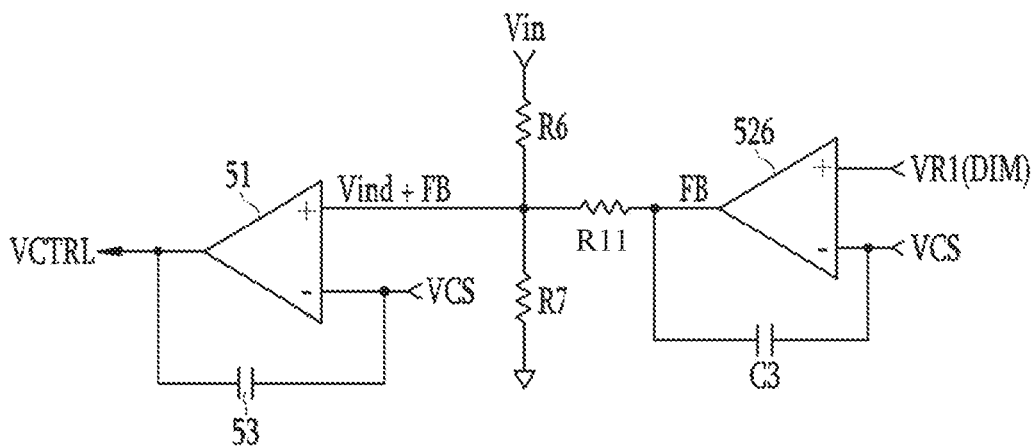 Vin
R6
526
51
Vind + FB
FB
VR1(DIM)
R11
VCTRL
VCS
R7
VCS
C3
53